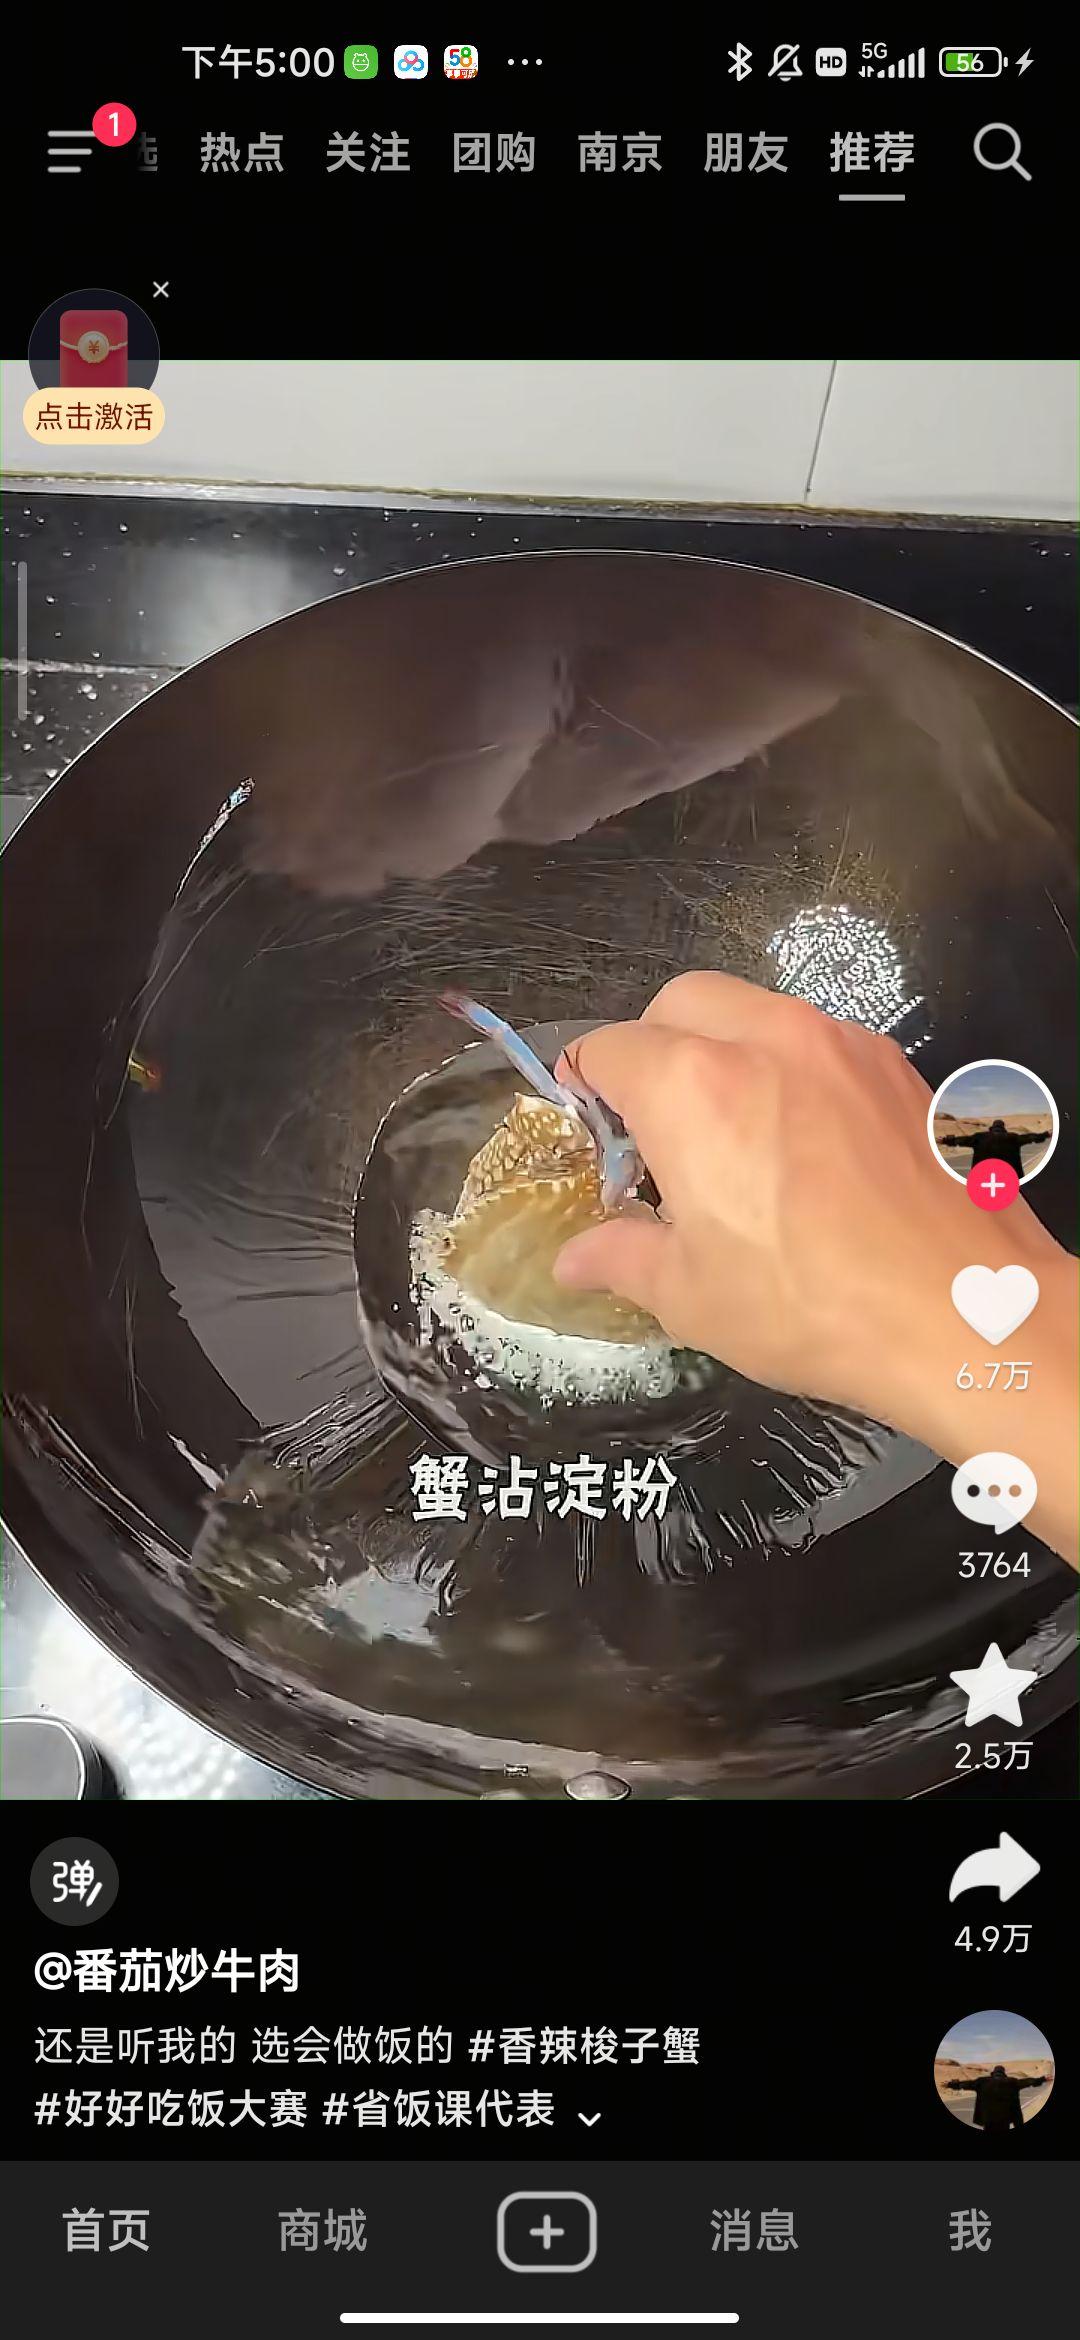 下午5:00
58
HD
5G
56
1
热点
关注
团购
南京
朋友
推荐
¥
点击激活
蟹沾淀粉
6.7万
3764
2.5万
4.9万
弹
@番茄炒牛肉
还是听我的 选会做饭的 #香辣梭子蟹
#好好吃饭大赛 #省饭课代表
首页
商城
消息
我